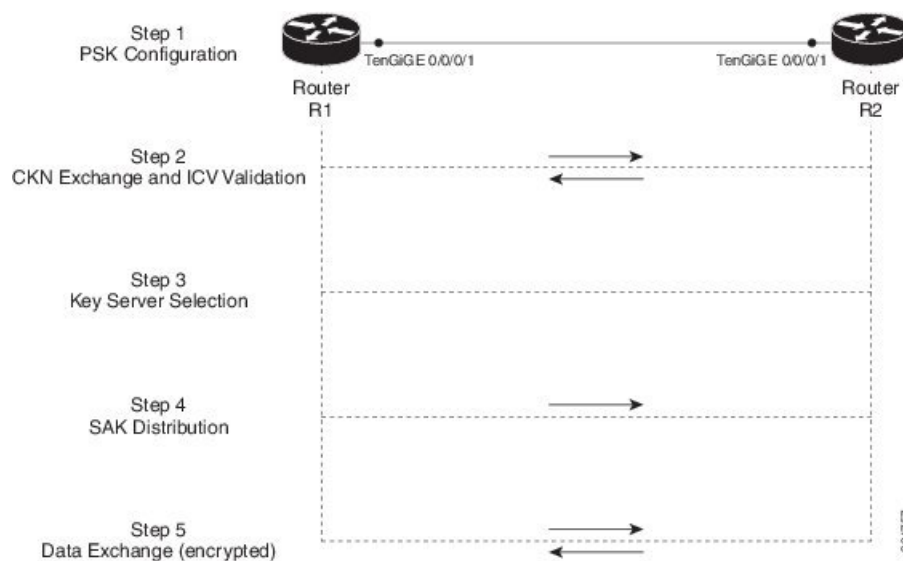 Step 1
PSK Configuration
TenGiGE 0/0/0/1
TenGiGE 0/0/0/1
Router
R1
Router
R2
Step 2
CKN Exchange and ICV Validation
Step 3
Key Server Selection
Step 4
SAK Distribution
Step 5
Data Exchange (encrypted)